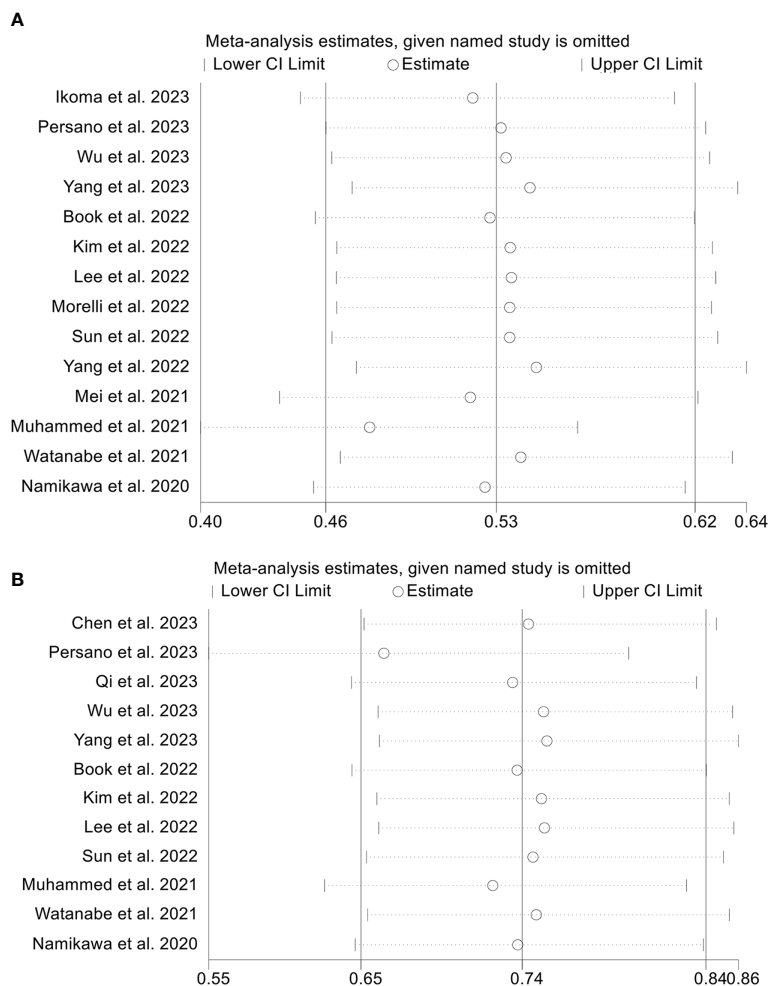 A
Meta-analysis estimates, given named study is omitted
Lower CI Limit Estimate Upper CI Limit
Ikoma et al. 2023
Persano et al. 2023
Wu et al. 2023
Yang et al. 2023
Book et al. 2022
Kim et al. 2022
Lee et al. 2022
Morelli et al. 2022
Sun et al. 2022
Yang et al. 2022
Mei et al. 2021
Muhammed et al. 2021
Watanabe et al. 2021
Namikawa et al. 2020
0.40 0.46 0.53 0.62 0.64
B
Meta-analysis estimates, given named study is omitted
Lower CI Limit Estimate Upper CI Limit
Chen et al. 2023
Persano et al. 2023
Qi et al. 2023
Wu et al. 2023
Yang et al. 2023
Book et al. 2022
Kim et al. 2022
Lee et al. 2022
Sun et al. 2022
Muhammed et al. 2021
Watanabe et al. 2021
Namikawa et al. 2020
0.55 0.65 0.74 0.840.86